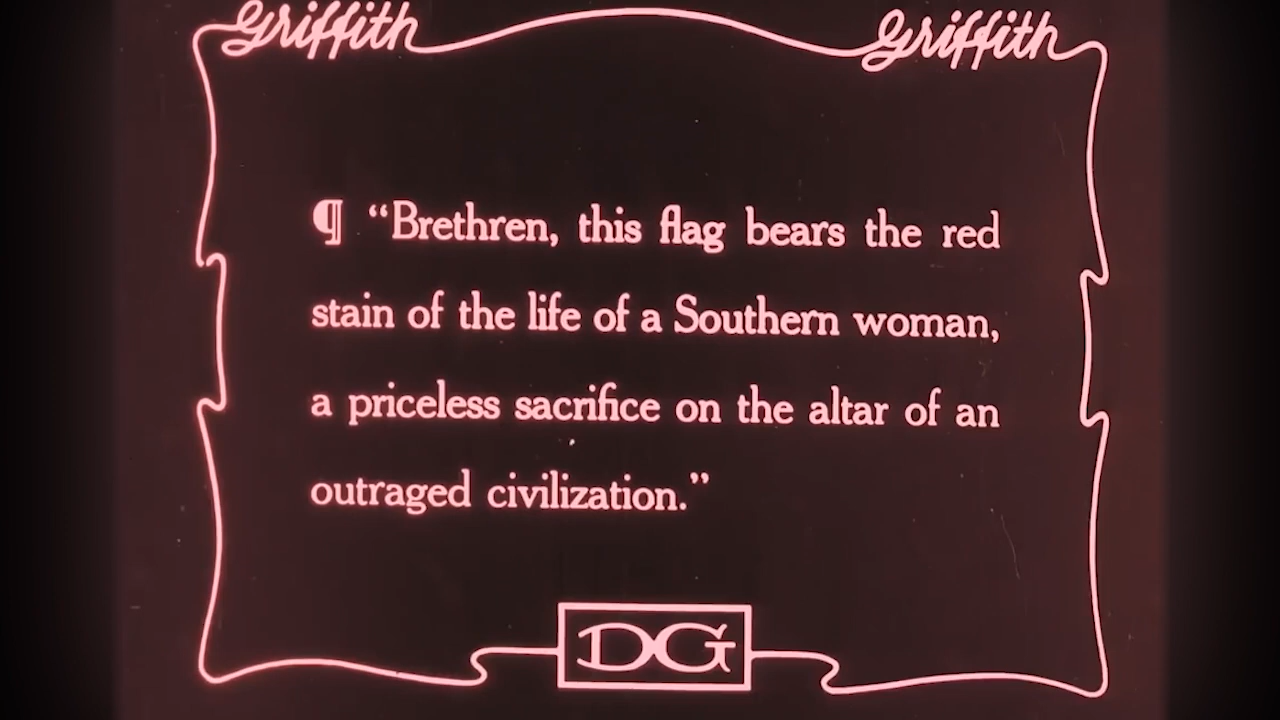 Griffith Griffith
¶ “Brethren, this flag bears the red
stain of the life of a Southern woman,
a priceless sacrifice on the altar of an
outraged civilization.”
DG